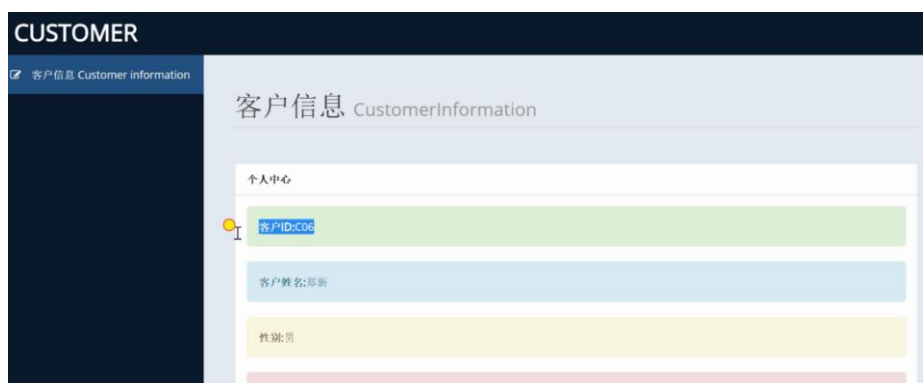 CUSTOMER
客户信息 Customer information
客户信息 CustomerInformation
个人中心
客户ID:C06
客户姓名:郑新
性别:男